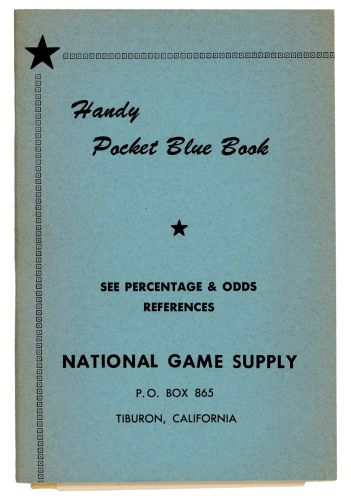 Handy
Pocket Blue Book
SEE PERCENTAGE & ODDS
REFERENCES
NATIONAL GAME SUPPLY
P.O. BOX 865
TIBURON, CALIFORNIA